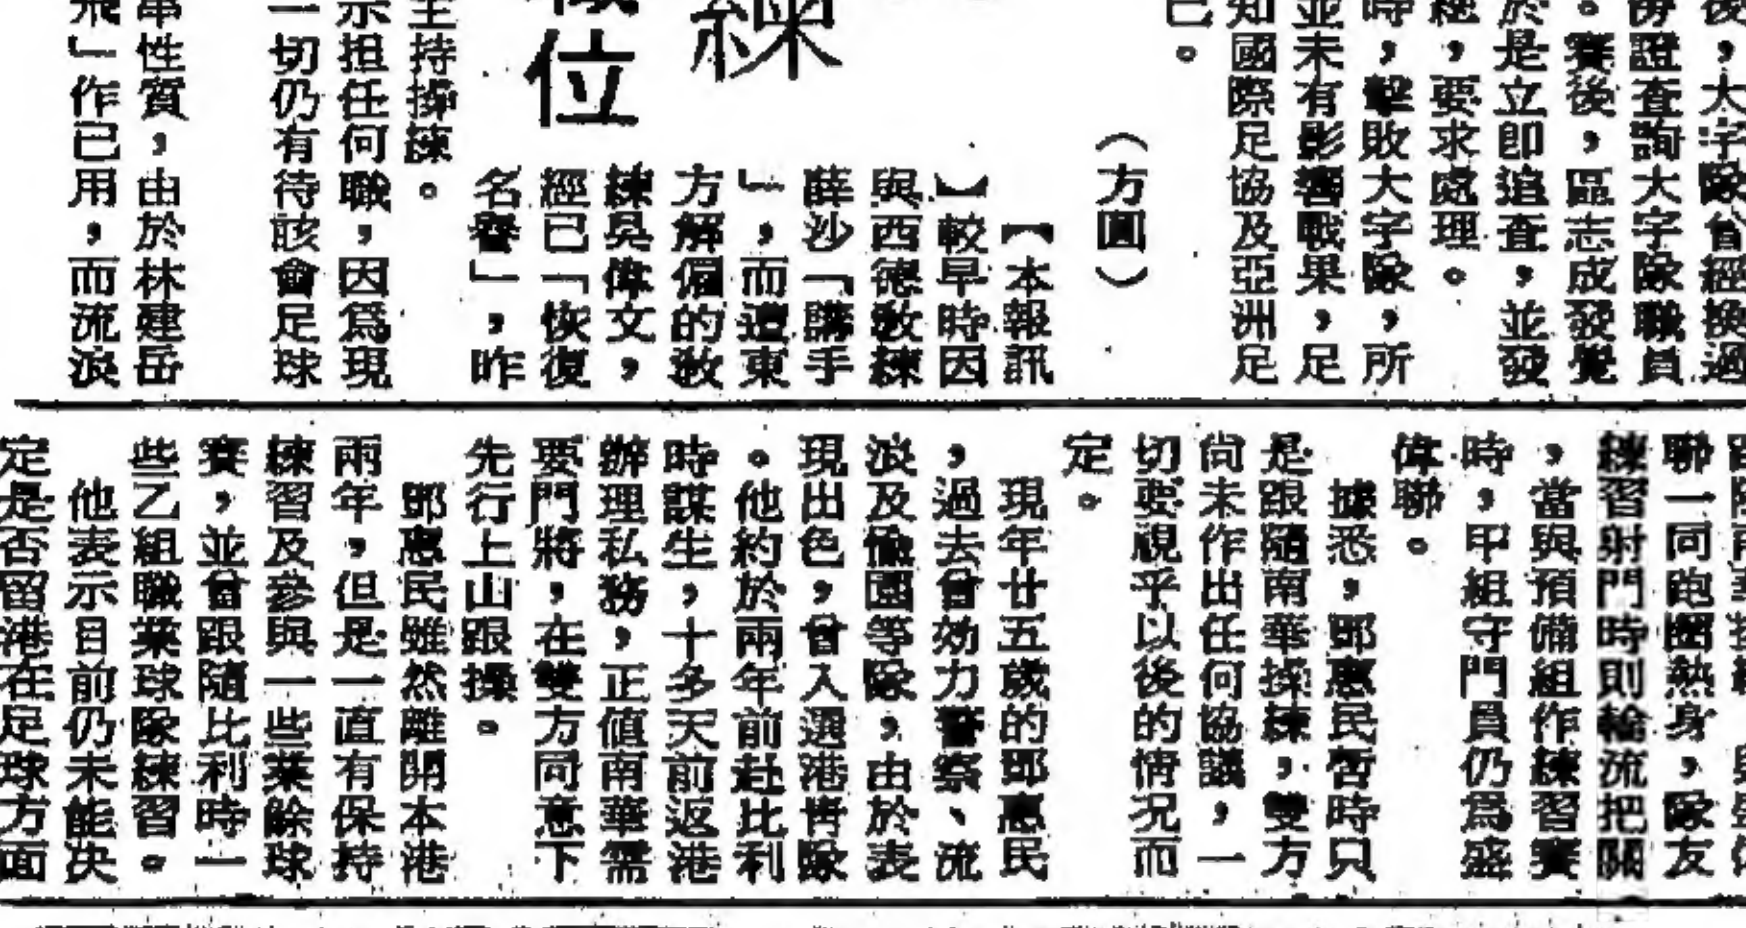 後，大字隊曾經換過
證查詢大字隊職員
。賽後，區志成發覺
於是立即追查，並發
，要求處理。
時，擊敗大字隊，所
並未有影響戰果，足
知國際足協及亞洲足
已。
（方圓）
練
位
【本報訊
】較早時因
與西德教練
薛沙「講手
」，而遭東
方解僱的教
練吳偉文，
經已「恢復
名譽」，昨
主持操練。
示担任何職，因爲現
一切仍有待該會足球
性質，由於林建岳
飛」作已用，而流浪
聯一同跑圈熱身，隊友
練習射門時則輪流把關
，當與預備組作練習賽
時，甲組守門員仍爲盛
偉聯。
據悉，鄧惠民暫時只
是跟隨南華操練，雙方
尙未作出任何協議，一
切要視乎以後的情況而
定。
現年廿五歲的鄧惠民
，過去曾効力警察、流
浪及愉園等隊，由於表
現出色，曾入選港青隊
。他約於兩年前赴比利
時謀生，十多天前返港
辦理私務，正值南華需
要門將，在雙方同意下
先行上山跟操。
鄧惠民雖然離開本港
兩年，但是一直有保持
練習及參與一些業餘球
賽，並曾跟隨比利時一
些乙組職業球隊練習。
他表示目前仍未能决
定是否留港在足球方面